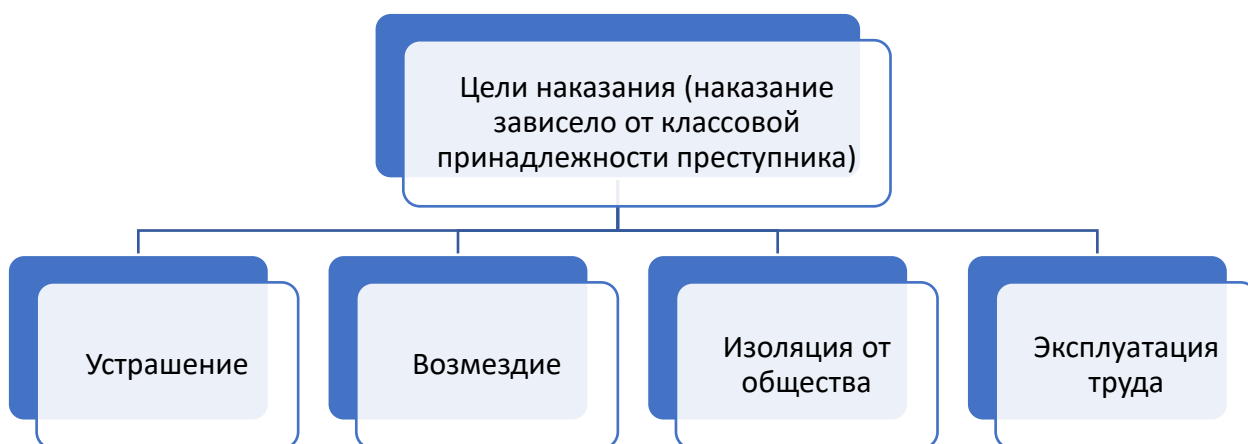 Цели наказания (наказание
зависело от классовой
принадлежности преступника)
Устрашение
Возмездие
Изоляция от
общества
Эксплуатация
труда